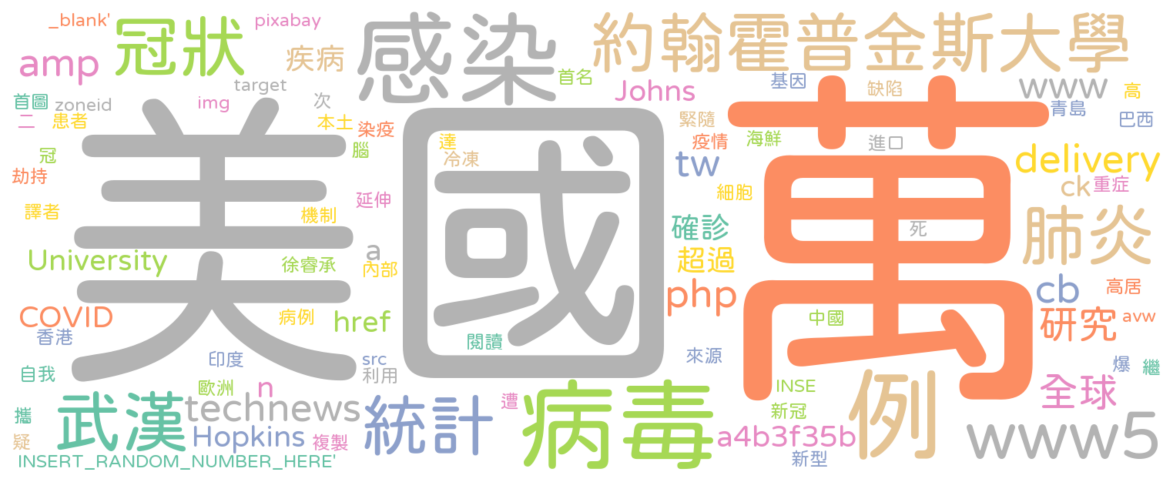 _blank'
pixabay
冠狀
感染
約翰霍普金斯大學
amp
疾病
首名
target
Johns
基因
缺陷
www
高
首圖
zoneid
img
次
緊隨
青島
巴西
二
患者
本土
染疫
疫情
海鮮
進口
冠
腦
達
冷凍
tw
delivery
劫持
延伸
細胞
ck
重症
譯者
機制
美國
萬
確診
死
肺炎
University
徐睿承
a
內部
超過
php
cb
高居
COVID
病例
href
中國
研究
avw
香港
閱讀
印度
src
來源
爆
繼
自我
利用
歐洲
n
遭
INSE
全球
攜
武漢
technews
統計
病毒
新冠
例
www5
疑
Hopkins
複製
a4b3f35b
新型
INSERT_RANDOM_NUMBER_HERE'